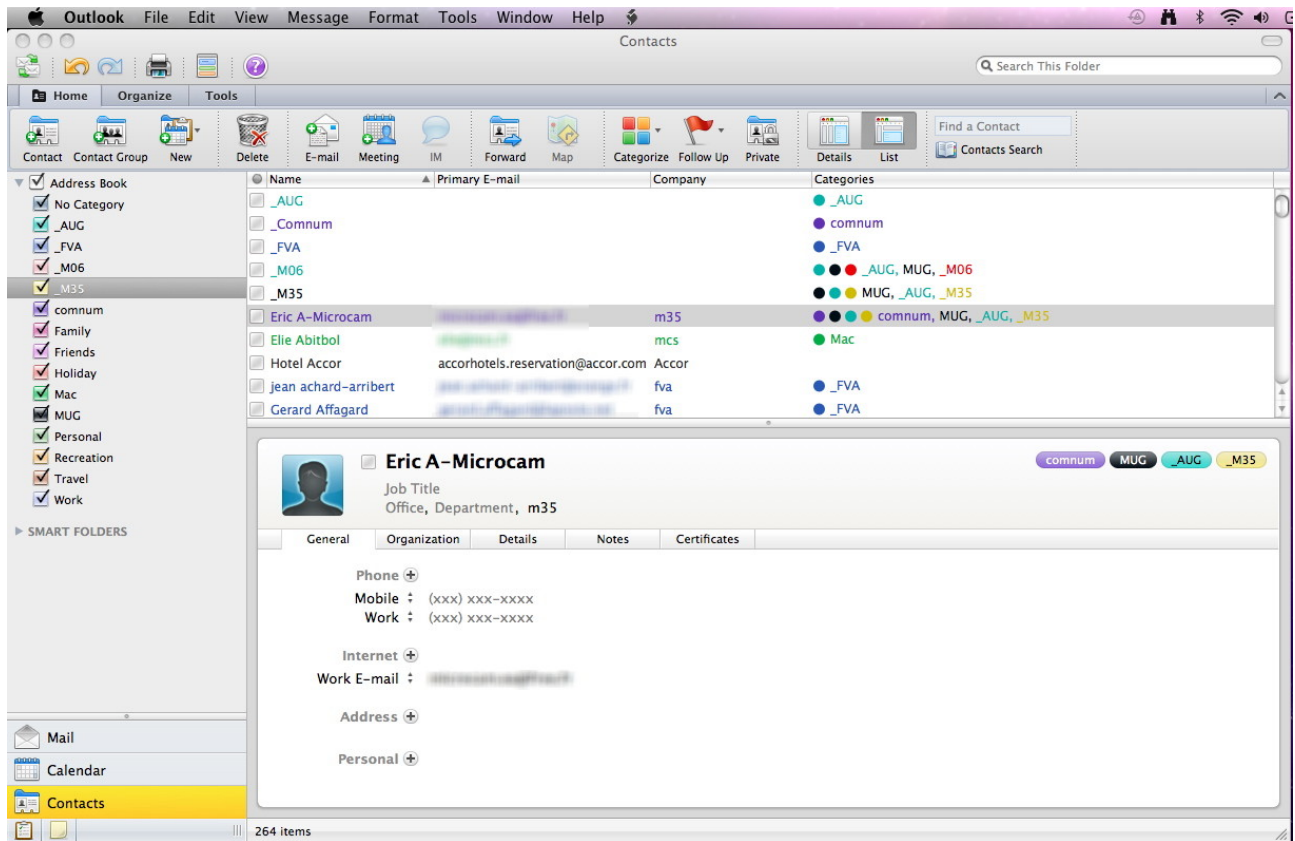 Outlook File Edit View Message Format Tools Window Help
Contacts
Search This Folder
Home Organize Tools
Contact Contact Group New Delete E-mail Meeting IM Forward Map Categorize Follow Up Private Details List
Find a Contact
Contacts Search
Address Book
No Category
_AUG
_FVA
_M06
_M35
comnum
Family
Friends
Holiday
Mac
MUG
Personal
Recreation
Travel
Work
SMART FOLDERS
Mail
Calendar
Contacts
Name Primary E-mail Company Categories
_AUG _AUG
_Comnum comnum
_FVA _FVA
_M06 _AUG, MUG, _M06
_M35 MUG, _AUG, _M35
Eric A-Microcam m35 comnum, MUG, _AUG, _M35
Elie Abitbol mcs Mac
Hotel Accor accorhotels.reservation@accor.com Accor
jean achard-arribert fva _FVA
Gerard Affagard fva _FVA
Eric A-Microcam comnum MUG _AUG _M35
Job Title
Office, Department, m35
General Organization Details Notes Certificates
Phone
Mobile (xxx) xxx-xxxx
Work (xxx) xxx-xxxx
Internet
Work E-mail
Address
Personal
264 items